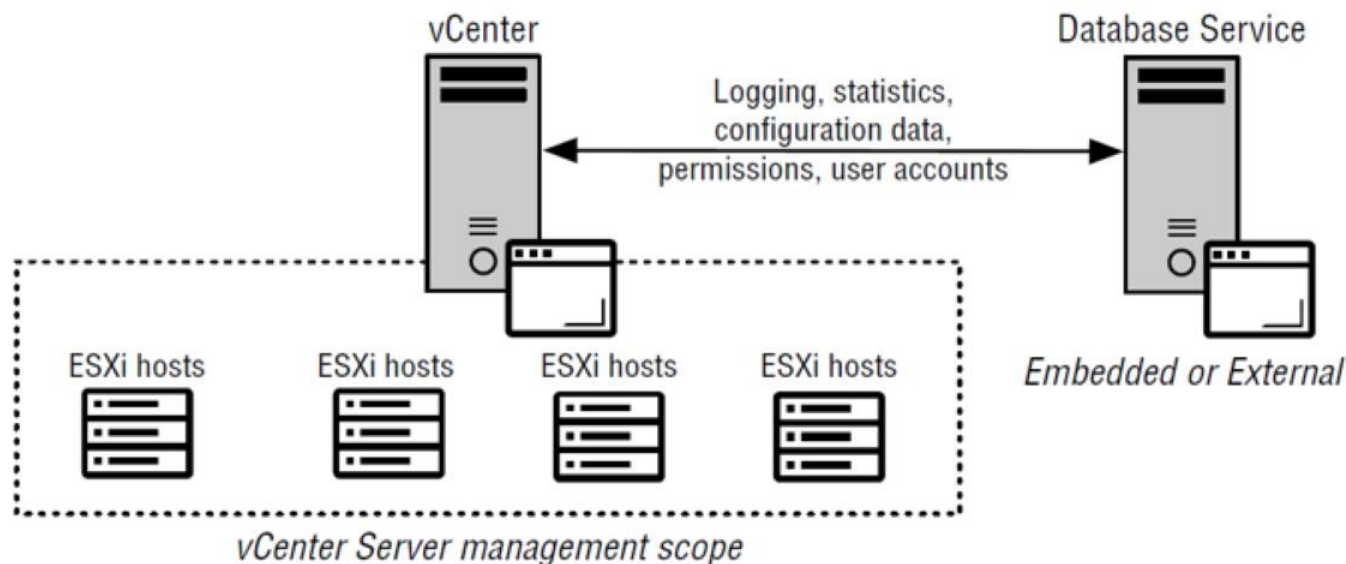 vCenter
Database Service
Logging, statistics,
configuration data,
permissions, user accounts
ESXi hosts
ESXi hosts
ESXi hosts
ESXi hosts
Embedded or External
vCenter Server management scope